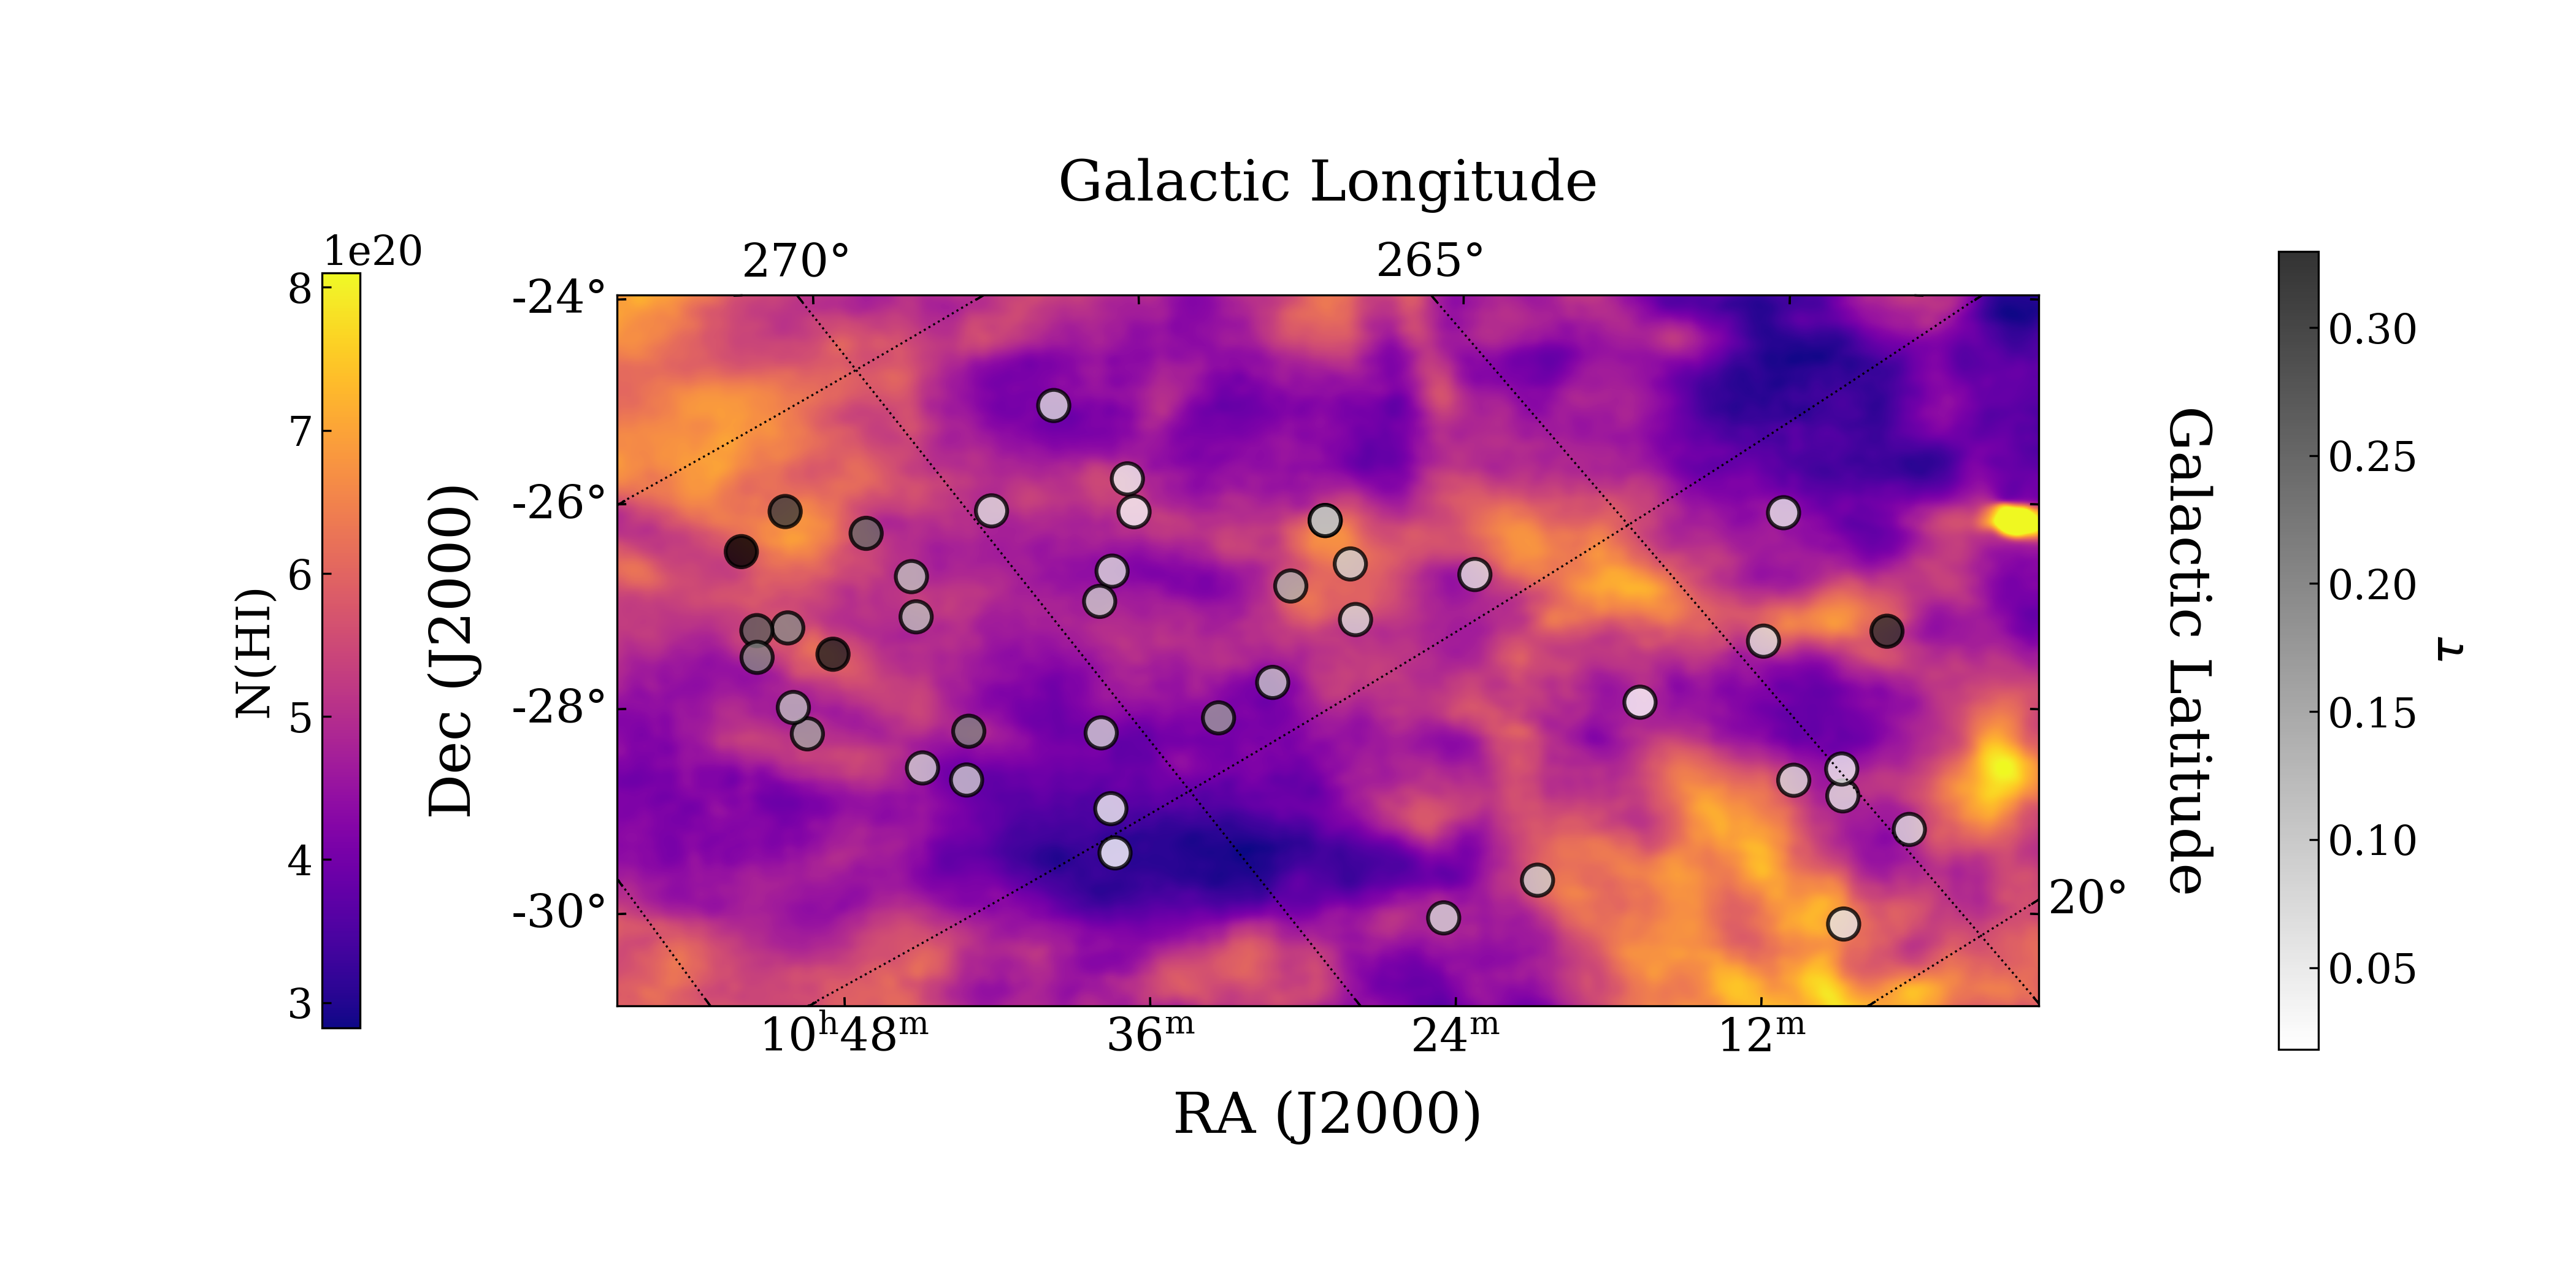 Galactic Longitude
270° 265°
1e20
8
7
6
5
4
3
N(HI)
Dec (J2000)
-24°
-26°
-28°
-30°
20°
Galactic Latitude
0.30
0.25
0.20
0.15
0.10
0.05
τ
10h48m 36m 24m 12m
RA (J2000)